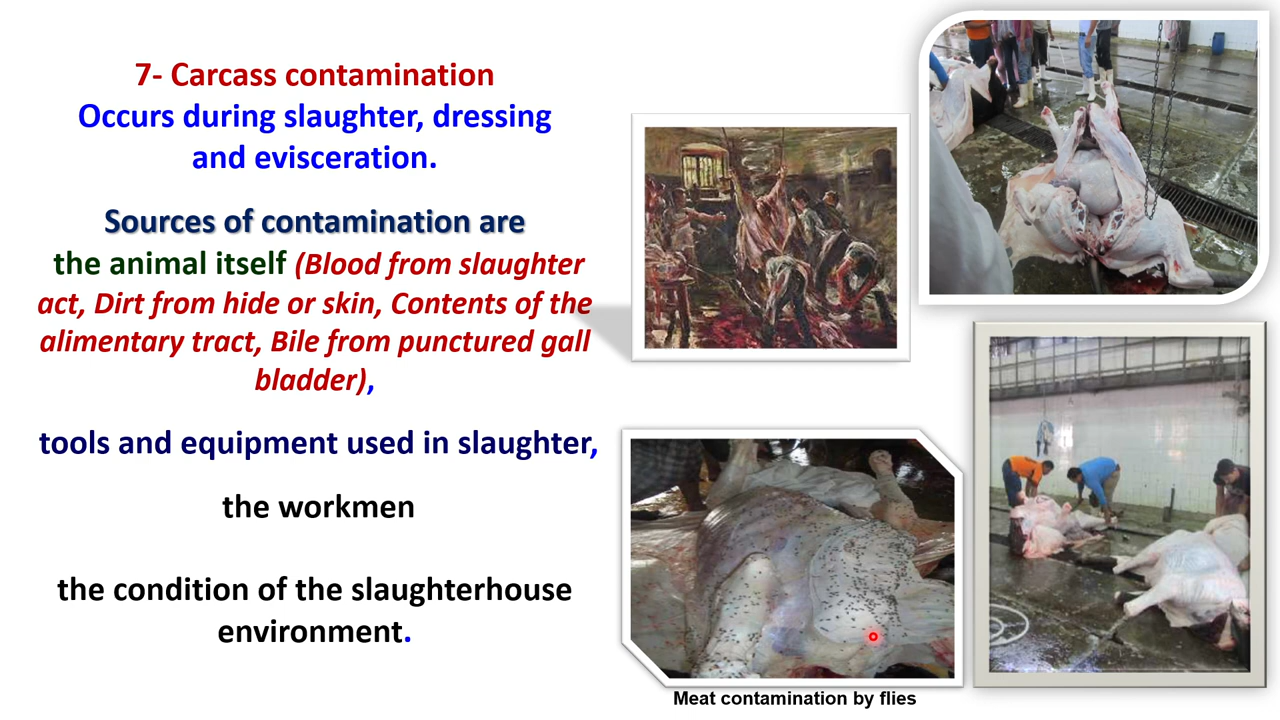 7- Carcass contamination
Occurs during slaughter, dressing
and evisceration.
Sources of contamination are
the animal itself (Blood from slaughter
act, Dirt from hide or skin, Contents of the
alimentary tract, Bile from punctured gall
bladder),
tools and equipment used in slaughter,
the workmen
the condition of the slaughterhouse
environment.
Meat contamination by flies